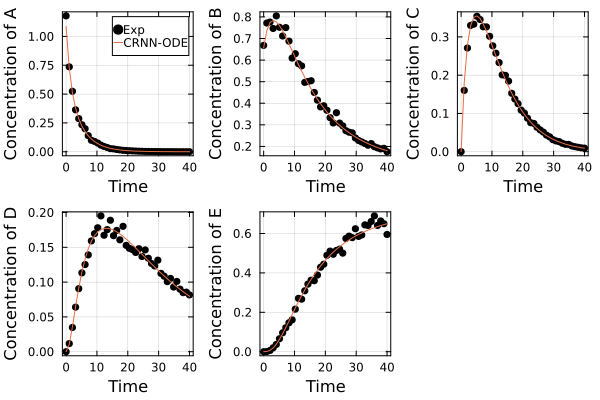 Concentration of A
1.00
0.75
0.50
0.25
0.00
Exp
CRNN-ODE
0 10 20 30 40
Time
Concentration of B
0.8
0.7
0.6
0.5
0.4
0.3
0.2
0 10 20 30 40
Time
Concentration of C
0.3
0.2
0.1
0.0
0 10 20 30 40
Time
Concentration of D
0.20
0.15
0.10
0.05
0.00
0 10 20 30 40
Time
Concentration of E
0.6
0.4
0.2
0.0
0 10 20 30 40
Time